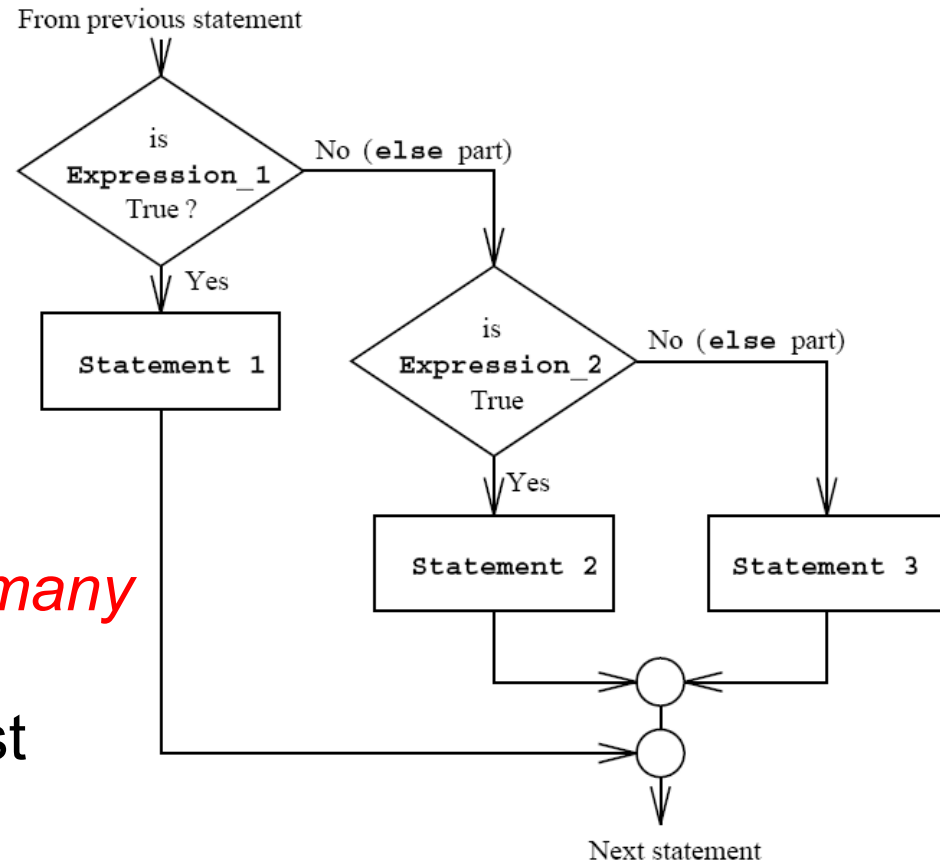 From previous statement
is
Expression_1
True ?
No (else part)
Yes
Statement 1
is
Expression_2
True
No (else part)
Yes
Statement 2
Statement 3
many
st
Next statement